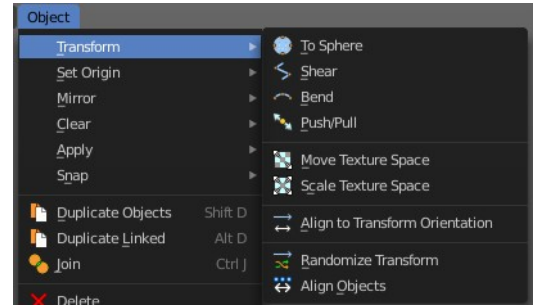 Object
Transform
Set Origin
Mirror
Clear
Apply
Snap
Duplicate Objects Shift D
Duplicate Linked Alt D
Join Ctrl J
Delete
To Sphere
Shear
Bend
Push/Pull
Move Texture Space
Scale Texture Space
Align to Transform Orientation
Randomize Transform
Align Objects